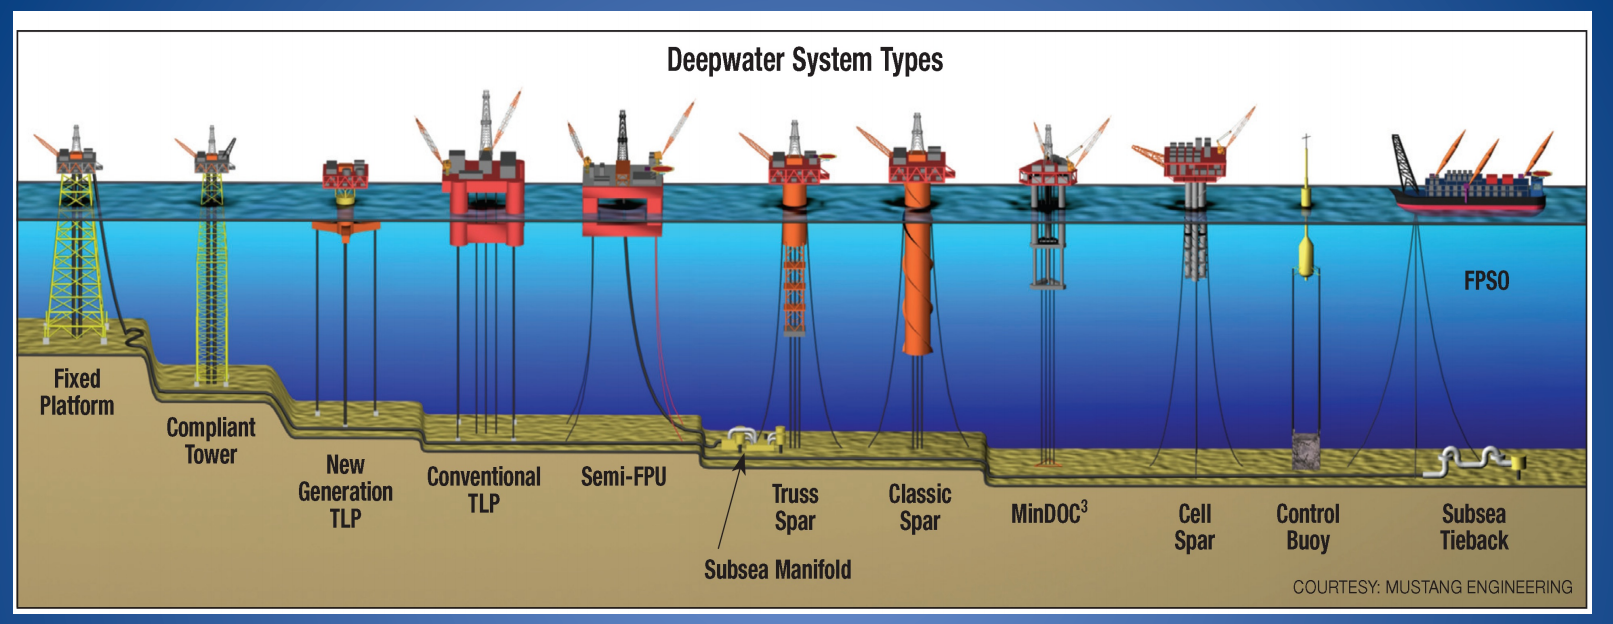 Deepwater System Types
FPSO
Fixed
Platform
Compliant
Tower
New
Generation
TLP
Conventional
TLP
Semi-FPU
Subsea Manifold
Truss
Spar
Classic
Spar
MinDOC³
Cell
Spar
Control
Buoy
Subsea
Tieback
COURTESY: MUSTANG ENGINEERING